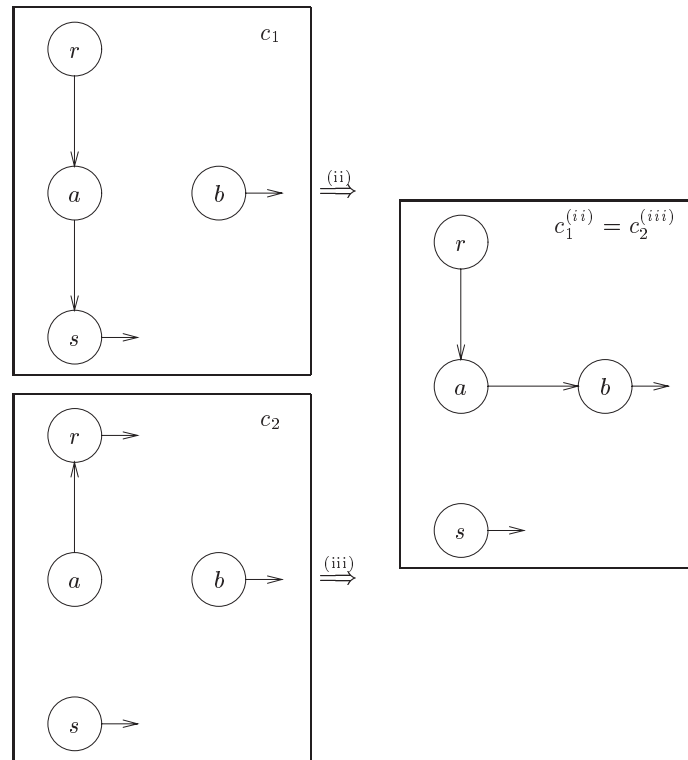 c₁
r
a
b
s
(ii)
⟹
c₂
r
a
b
s
(iii)
⟹
c₁⁽ⁱⁱ⁾ = c₂⁽ⁱⁱⁱ⁾
r
a
b
s